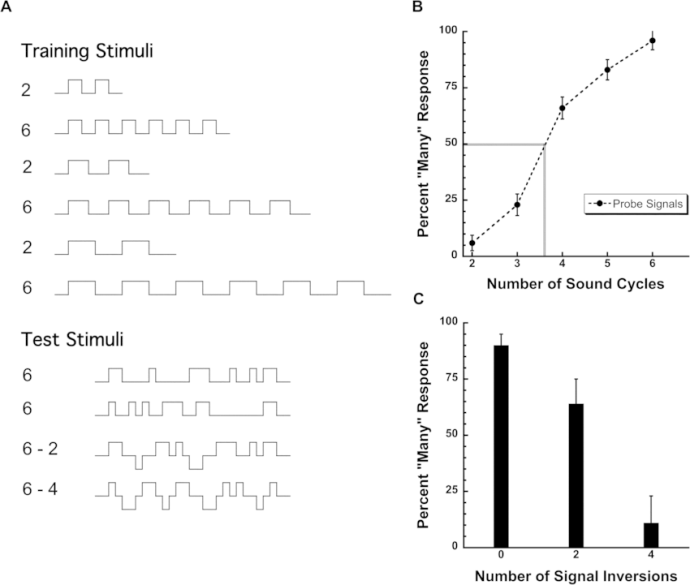 A
Training Stimuli
2
6
2
6
2
6
Test Stimuli
6
6
6 - 2
6 - 4
B
Percent "Many" Response
100
75
50
25
0
2 3 4 5 6
Number of Sound Cycles
Probe Signals
C
Percent "Many" Response
100
75
50
25
0
0 2 4
Number of Signal Inversions